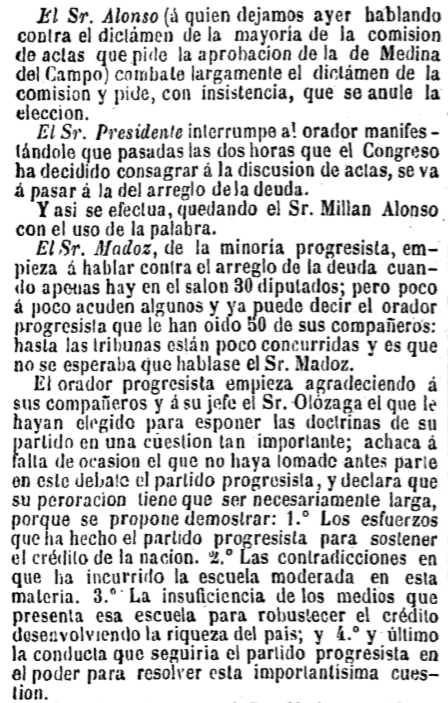 El Sr. Alonso (á quien dejamos ayer hablando
contra el dictámen de la mayoría de la comision
de actas que pide la aprobacion de la de Medina
del Campo) combate largamente el dictámen de la
comision y pide, con insistencia, que se anule la
eleccion.
El Sr. Presidente interrumpe al orador manifes-
tándole que pasadas las dos horas que el Congreso
ha decidido consagrar á la discusion de actas, se va
á pasar á la del arreglo de la deuda.
Y asi se efectua, quedando el Sr. Millan Alonso
con el uso de la palabra.
El Sr. Madoz, de la minoría progresista, em-
pieza á hablar contra el arreglo de la deuda cuan-
do apenas hay en el salon 30 diputados; pero poco
á poco acuden algunos y ya puede decir el orador
progresista que le han oido 50 de sus compañeros:
hasta las tribunas están poco concurridas y es que
no se esperaba que hablase el Sr. Madoz.
El orador progresista empieza agradeciendo á
sus compañeros y á su jefe el Sr. Olózaga el que le
hayan elegido para esponer las doctrinas de su
partido en una cuestion tan importante; achaca á
falta de ocasion el que no haya tomado antes parte
en este debate el partido progresista, y declara que
su peroracion tiene que ser necesariamente larga,
porque se propone demostrar: 1.° Los esfuerzos
que ha hecho el partido progresista para sostener
el crédito de la nacion. 2.° Las contradicciones en
que ha incurrido la escuela moderada en esta
materia. 3.° La insuficiencia de los medios que
presenta esa escuela para robustecer el crédito
desenvolviendo la riqueza del pais; y 4.° y último
la conducta que seguiria el partido progresista en
el poder para resolver esta importantisima cues-
tion.